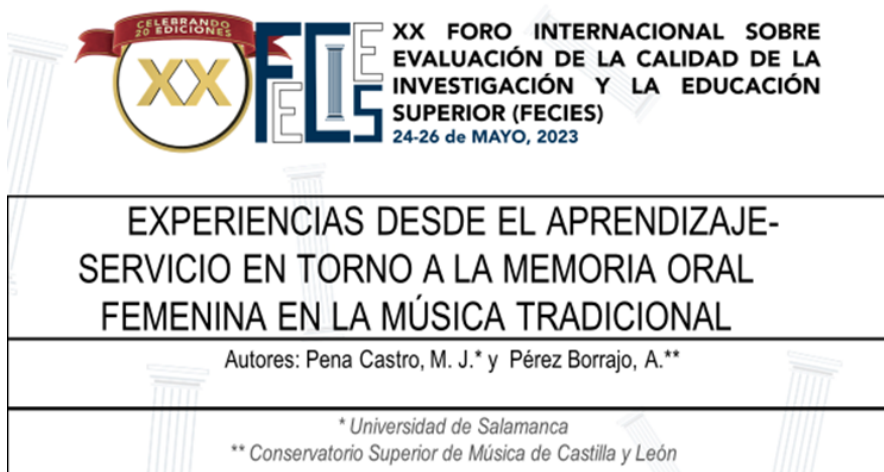 CELEBRANDO
20 EDICIONES
XX
FECIES
XX FORO INTERNACIONAL SOBRE
EVALUACIÓN DE LA CALIDAD DE LA
INVESTIGACIÓN Y LA EDUCACIÓN
SUPERIOR (FECIES)
24-26 de MAYO, 2023
EXPERIENCIAS DESDE EL APRENDIZAJE-
SERVICIO EN TORNO A LA MEMORIA ORAL
FEMENINA EN LA MÚSICA TRADICIONAL
Autores: Pena Castro, M. J.* y Pérez Borrajo, A.**
* Universidad de Salamanca
** Conservatorio Superior de Música de Castilla y León